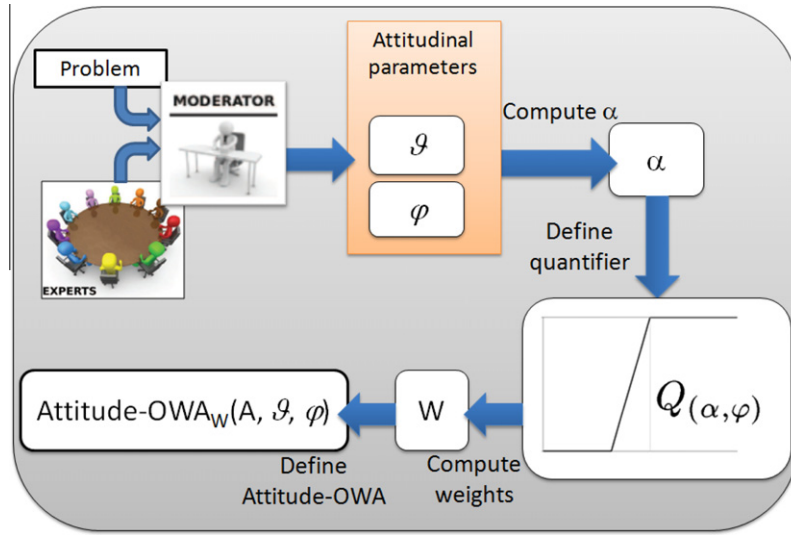 Problem
MODERATOR
EXPERTS
Attitudinal
parameters
ϑ
φ
Compute α
α
Define
quantifier
Q(α,φ)
Compute
weights
W
Define
Attitude-OWA
Attitude-OWAW(A, ϑ, φ)